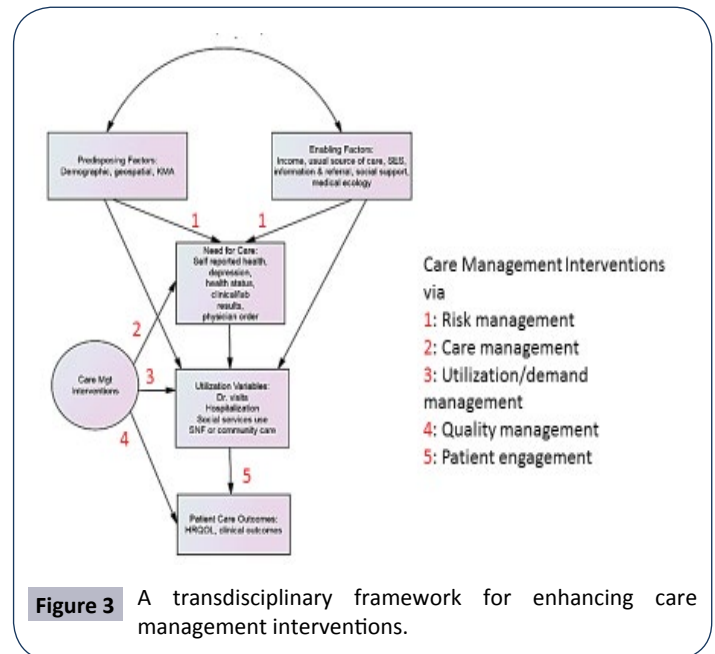 Predisposing Factors:
Demographic, geospatial, KMA
Enabling Factors:
Income, usual source of care, SES,
information & referral, social support,
medical ecology
1
1
Need for Care:
Self reported health,
depression,
health status,
clinical/lab
results,
physician order
2
Care Mgt
Interventions
3
4
Utilization Variables:
Dr. visits
Hospitalization
Social services use
SNF or community care
5
Patient Care Outcomes:
HRQOL, clinical outcomes
Care Management Interventions
via
1: Risk management
2: Care management
3: Utilization/demand
management
4: Quality management
5: Patient engagement
Figure 3 A transdisciplinary framework for enhancing care
management interventions.